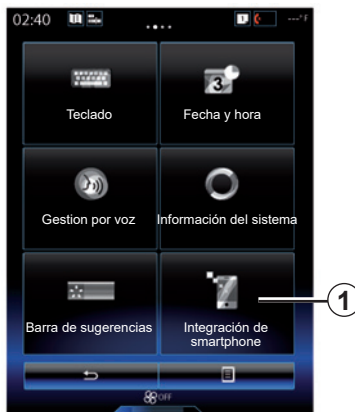 02:40
---°F
Teclado
3
Fecha y hora
Gestion por voz
Información del sistema
Barra de sugerencias
Integración de
smartphone
1
OFF